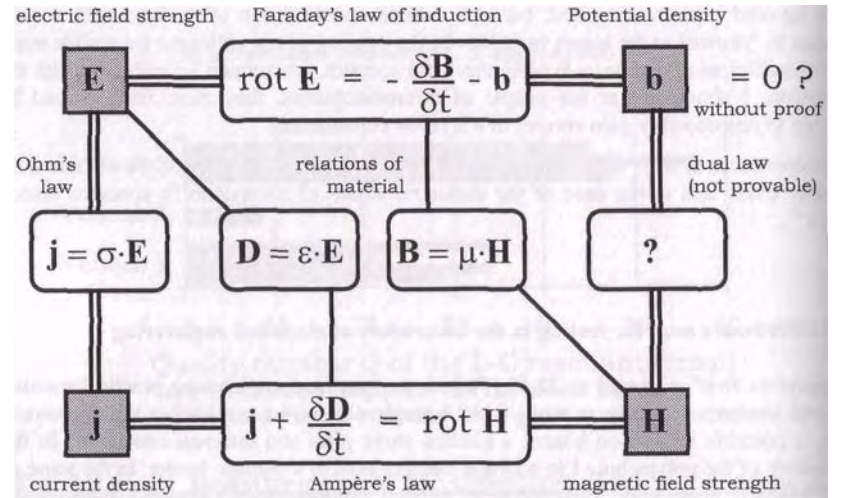 electric field strength Faraday's law of induction Potential density
E rot E = δB/δt b b = 0 ?
without proof
Ohm's law
relations of material
dual law (not provable)
j = σ·E D = ε·E B = μ·H ?
j j + δD/δt = rot H H
current density Ampère's law magnetic field strength